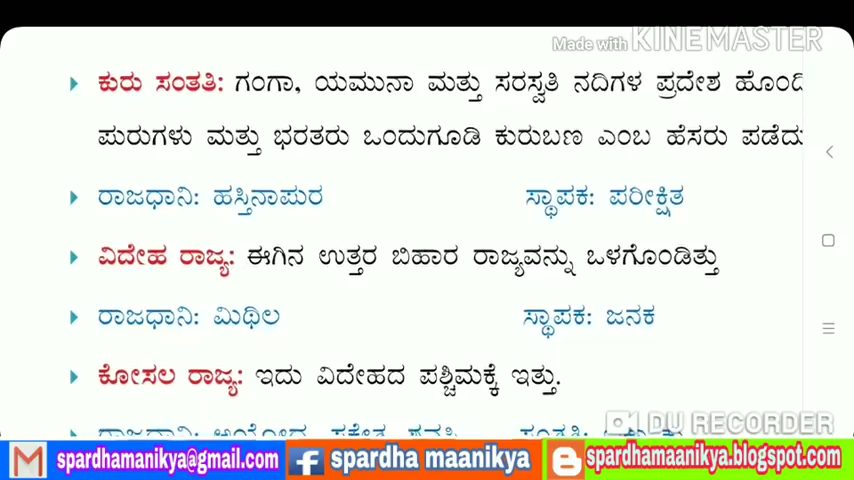 Made with KINEMASTER
ಕುರು ಸಂತತಿ: ಗಂಗಾ, ಯಮುನಾ ಮತ್ತು ಸರಸ್ವತಿ ನದಿಗಳ ಪ್ರದೇಶ
ಪುರುಗಳು ಮತ್ತು ಭರತರು ಒಂದುಗೂಡಿ ಕುರುಬಣ ಎಂಬ ಹೆಸರು
ರಾಜಧಾನಿ: ಹಸ್ತಿನಾಪುರ ಸ್ಥಾಪಕ: ಪರೀಕ್ಷಿತ
ವಿದೇಹ ರಾಜ್ಯ: ಈಗಿನ ಉತ್ತರ ಬಿಹಾರ ರಾಜ್ಯವನ್ನು ಒಳಗೊಂಡಿತ್ತು
ರಾಜಧಾನಿ: ಮಿಥಿಲ ಸ್ಥಾಪಕ: ಜನಕ
ಕೋಸಲ ರಾಜ್ಯ: ಇದು ವಿದೇಹದ ಪಶ್ಚಿಮಕ್ಕೆ ಇತ್ತು.
DU RECORDER
spardhamanikya@gmail.com spardha maanikya spardhamaanikya.blogspot.com